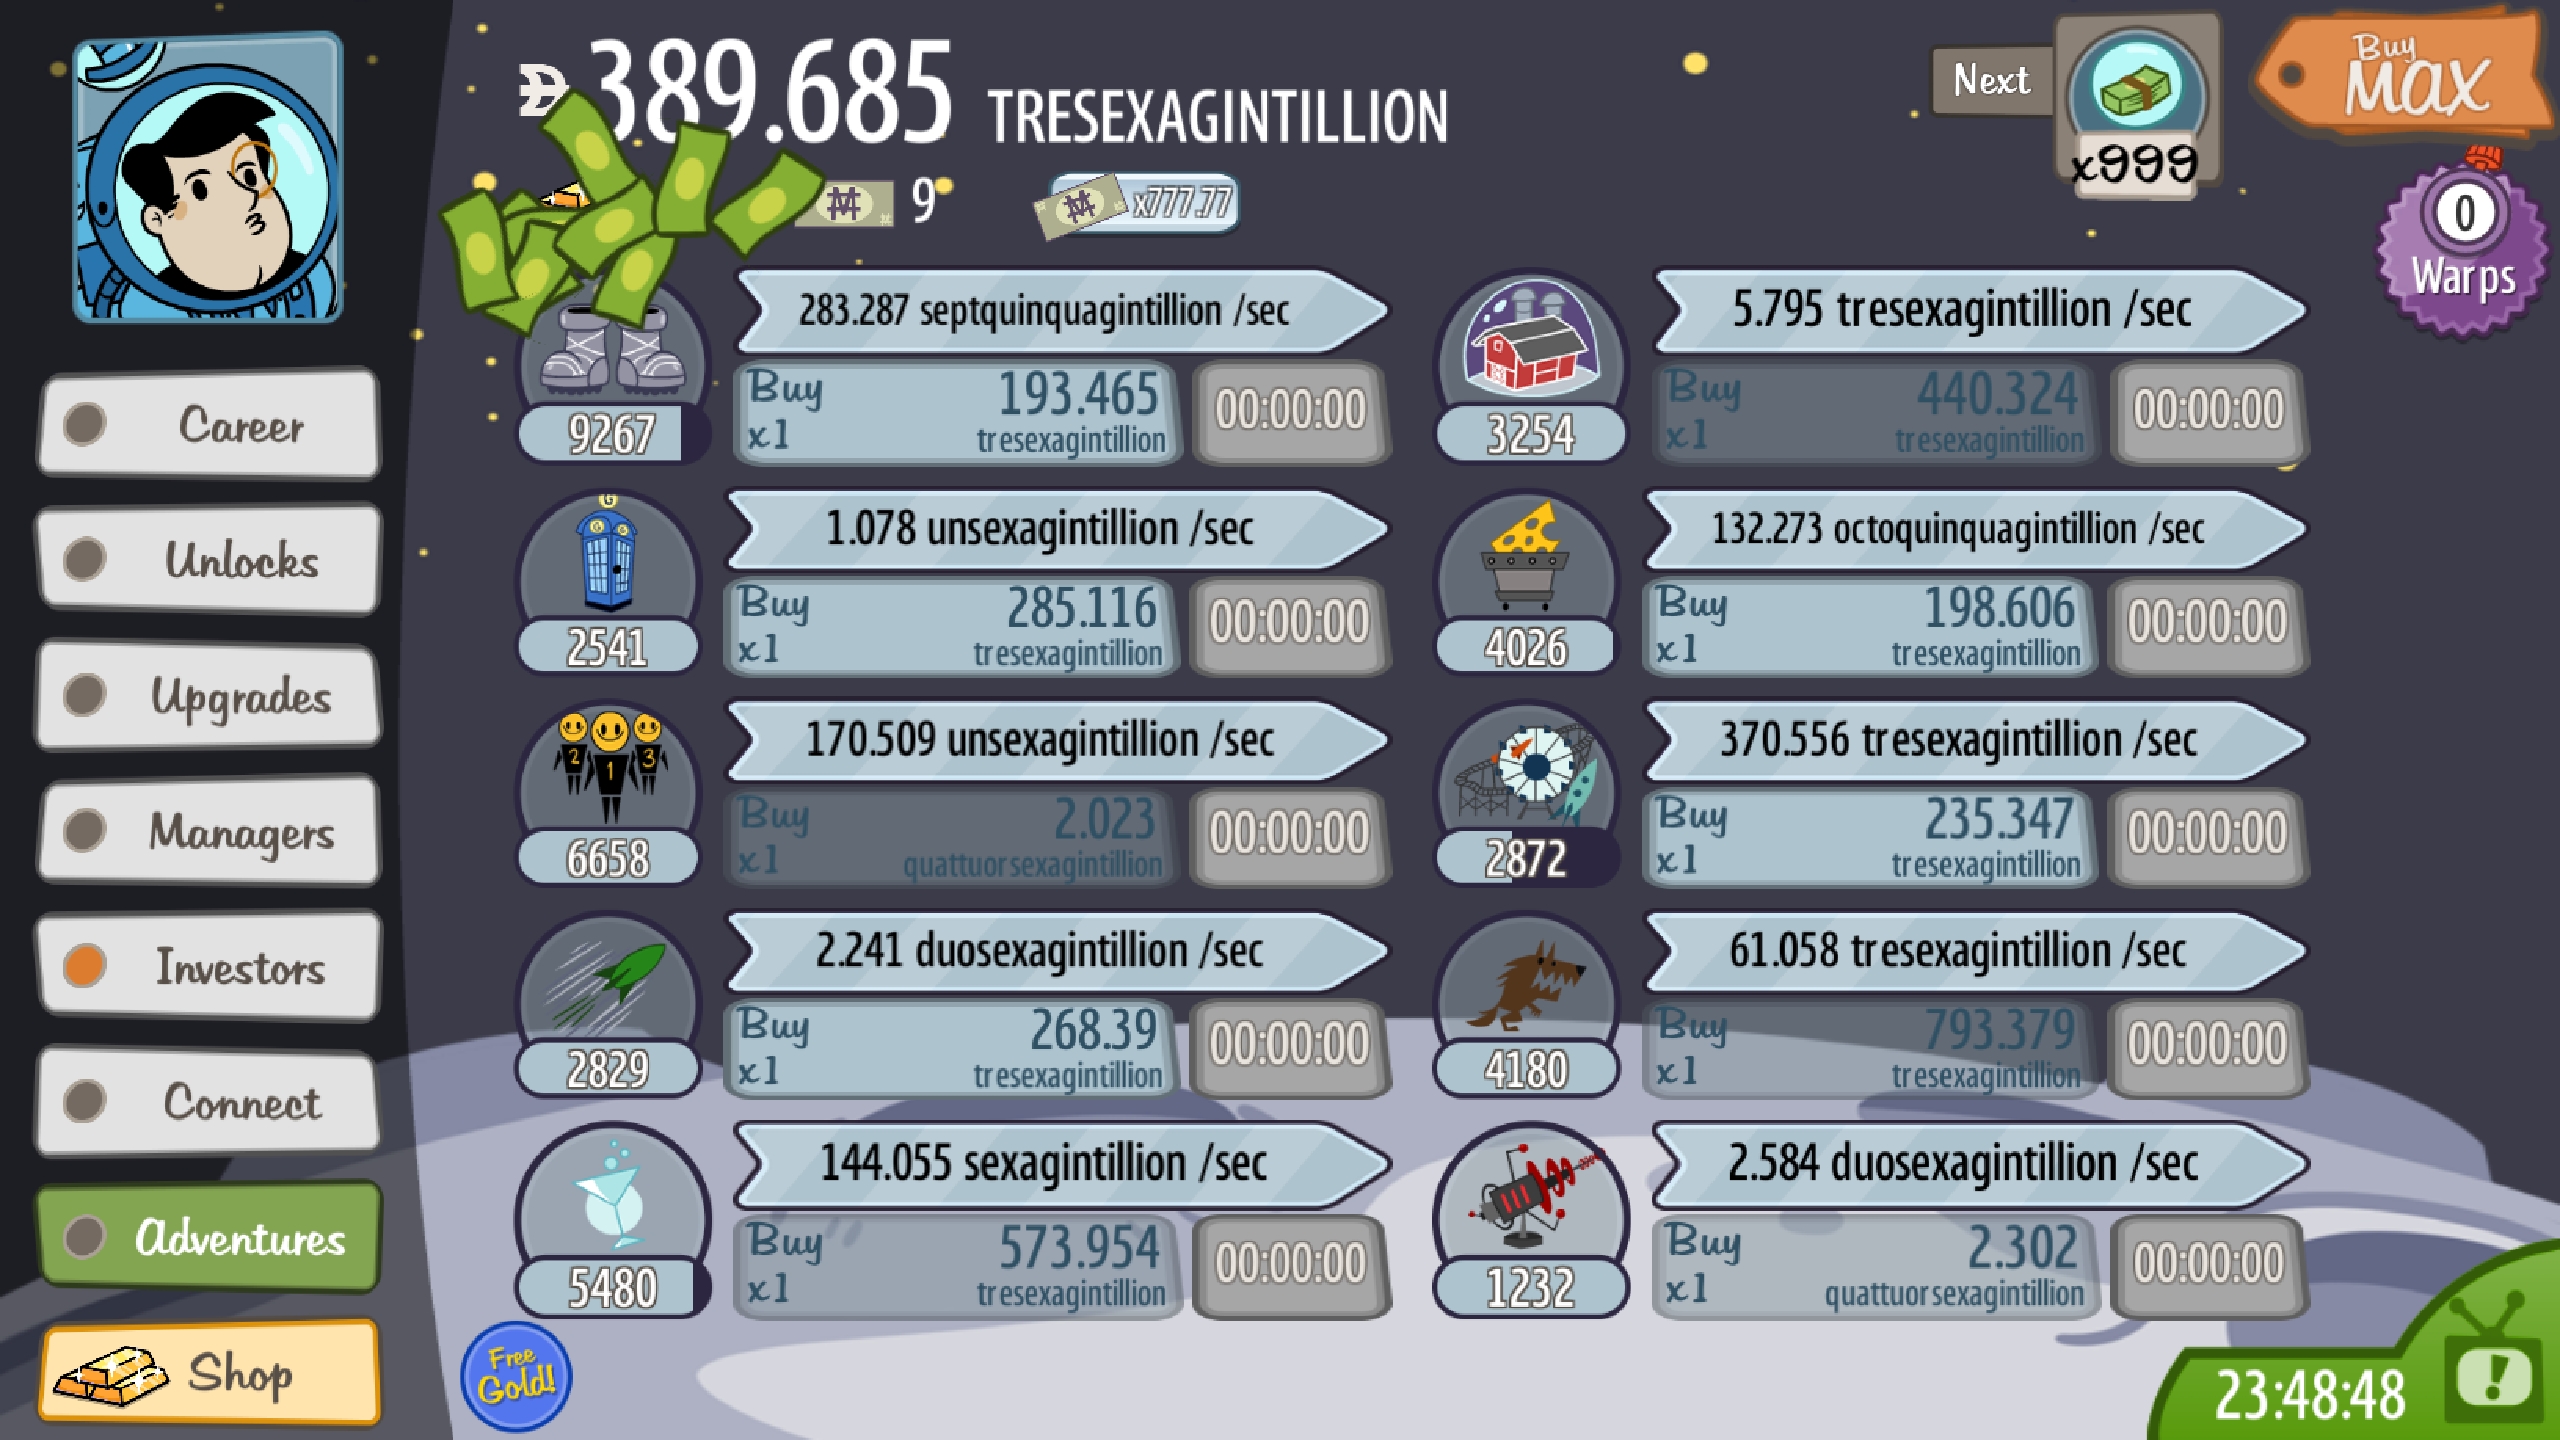 389.685 TRESEXAGINTILLION
9
x777.77
Next
x999
Buy
MAX
0
Warps
Career
Unlocks
Upgrades
Managers
Investors
Connect
Adventures
Shop
283.287 septquinquagintillion /sec
Buy 193.465
x1 tresexagintillion
00:00:00
9267
G
1.078 unsexagintillion /sec
Buy 285.116
x1 tresexagintillion
00:00:00
2541
2 1 3
170.509 unsexagintillion /sec
Buy 2.023
x1 quattuorsexagintillion
00:00:00
6658
2.241 duosexagintillion /sec
Buy 268.39
x1 tresexagintillion
00:00:00
2829
144.055 sexagintillion /sec
Buy 573.954
x1 tresexagintillion
00:00:00
5480
5.795 tresexagintillion /sec
Buy 440.324
x1 tresexagintillion
00:00:00
3254
132.273 octoquinquagintillion /sec
Buy 198.606
x1 tresexagintillion
00:00:00
4026
370.556 tresexagintillion /sec
Buy 235.347
x1 tresexagintillion
00:00:00
2872
61.058 tresexagintillion /sec
Buy 793.379
x1 tresexagintillion
00:00:00
4180
2.584 duosexagintillion /sec
Buy 2.302
x1 quattuorsexagintillion
00:00:00
1232
Free
Gold!
23:48:48
!